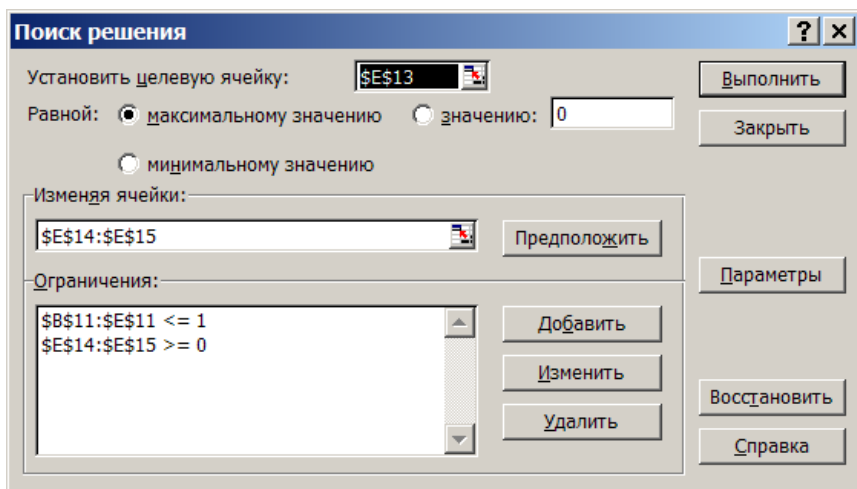 Поиск решения
Установить целевую ячейку: $E$13
Выполнить
Равной: максимальному значению значению: 0
Закрыть
минимальному значению
Изменяя ячейки:
$E$14:$E$15
Предположить
Параметры
Ограничения:
$B$11:$E$11 <= 1
$E$14:$E$15 >= 0
Добавить
Изменить
Удалить
Восстановить
Справка